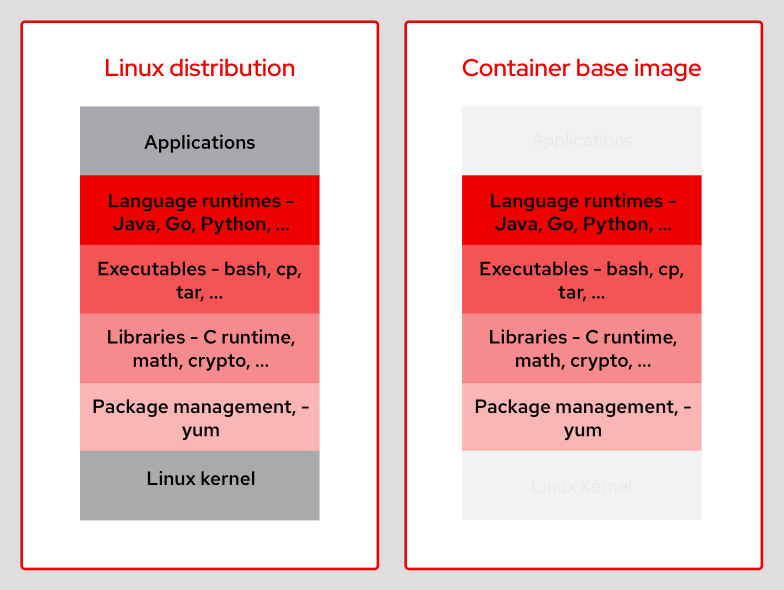 Linux distribution
Applications
Language runtimes -
Java, Go, Python, ...
Executables - bash, cp,
tar, ...
Libraries - C runtime,
math, crypto, ...
Package management, -
yum
Linux kernel
Container base image
Applications
Language runtimes -
Java, Go, Python, ...
Executables - bash, cp,
tar, ...
Libraries - C runtime,
math, crypto, ...
Package management, -
yum
Linux Kernel